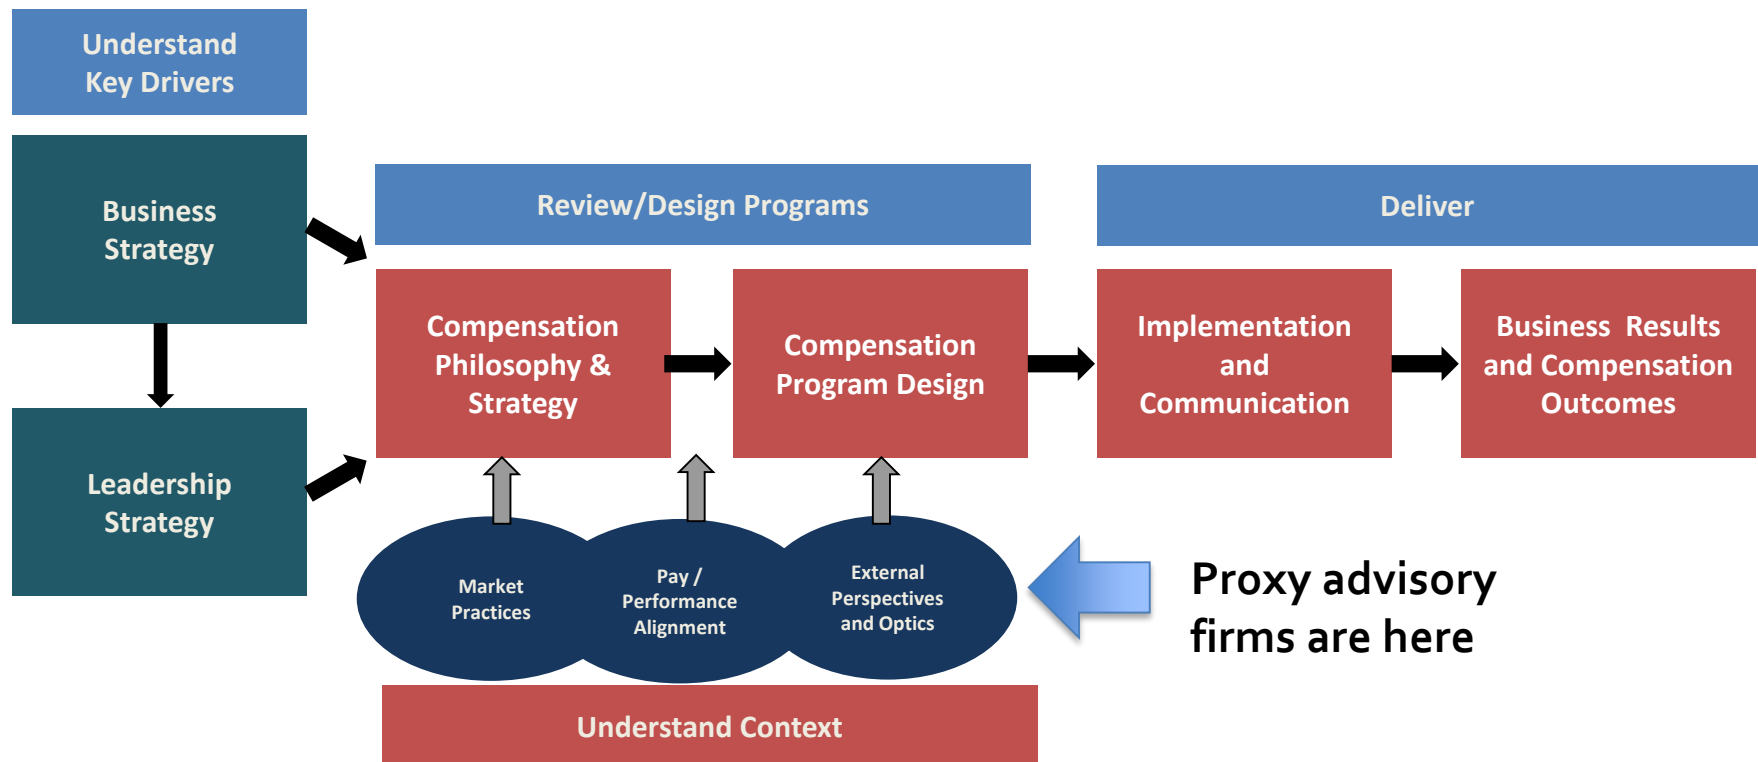 Understand
Key Drivers
Business
Strategy
Leadership
Strategy
Review/Design Programs
Compensation
Philosophy &
Strategy
Compensation
Program Design
Deliver
Implementation
and
Communication
Business Results
and Compensation
Outcomes
Market
Practices
Pay /
Performance
Alignment
External
Perspectives
and Optics
Proxy advisory
firms are here
Understand Context